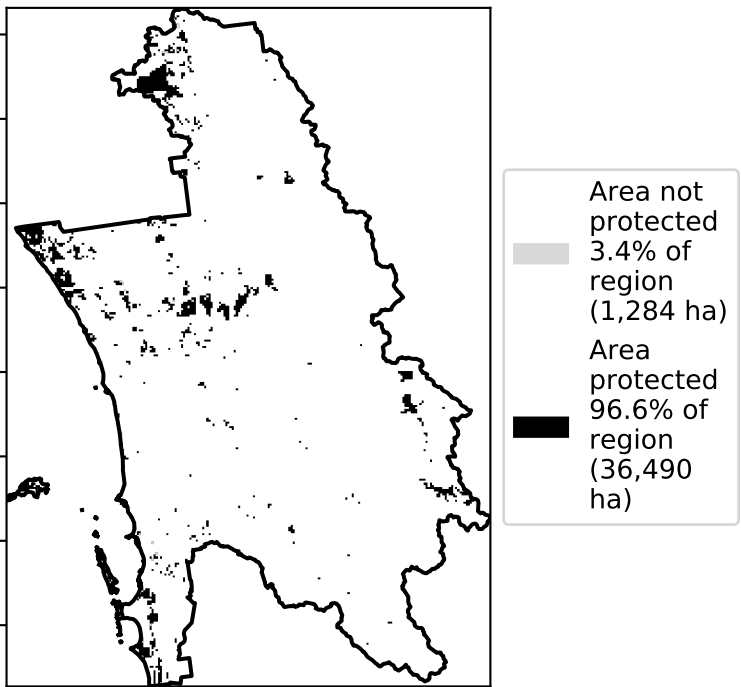 Area not
protected
3.4% of
region
(1,284 ha)
Area
protected
96.6% of
region
(36,490
ha)